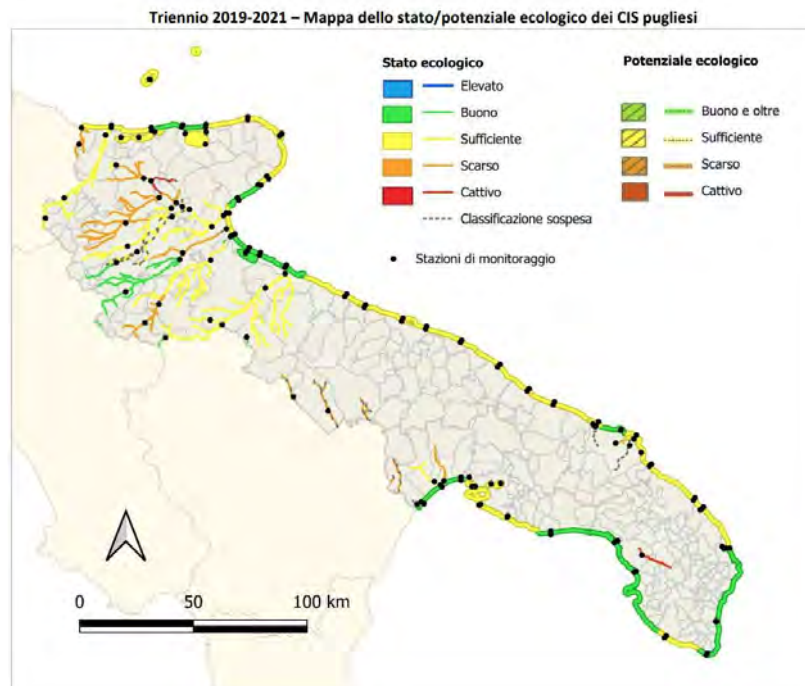 Triennio 2019-2021 – Mappa dello stato/potenziale ecologico dei CIS pugliesi
Stato ecologico
Elevato
Buono
Sufficiente
Scarso
Cattivo
Classificazione sospesa
Stazioni di monitoraggio
Potenziale ecologico
Buono e oltre
Sufficiente
Scarso
Cattivo
0 50 100 km